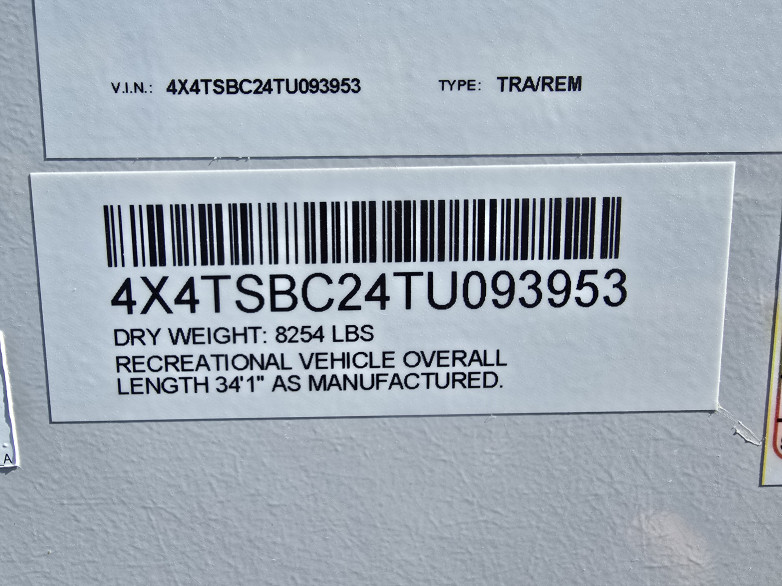 V.I.N.: 4X4TSBC24TU093953 TYPE: TRA/REM
4X4TSBC24TU093953
DRY WEIGHT: 8254 LBS
RECREATIONAL VEHICLE OVERALL
LENGTH 34'1" AS MANUFACTURED.
A